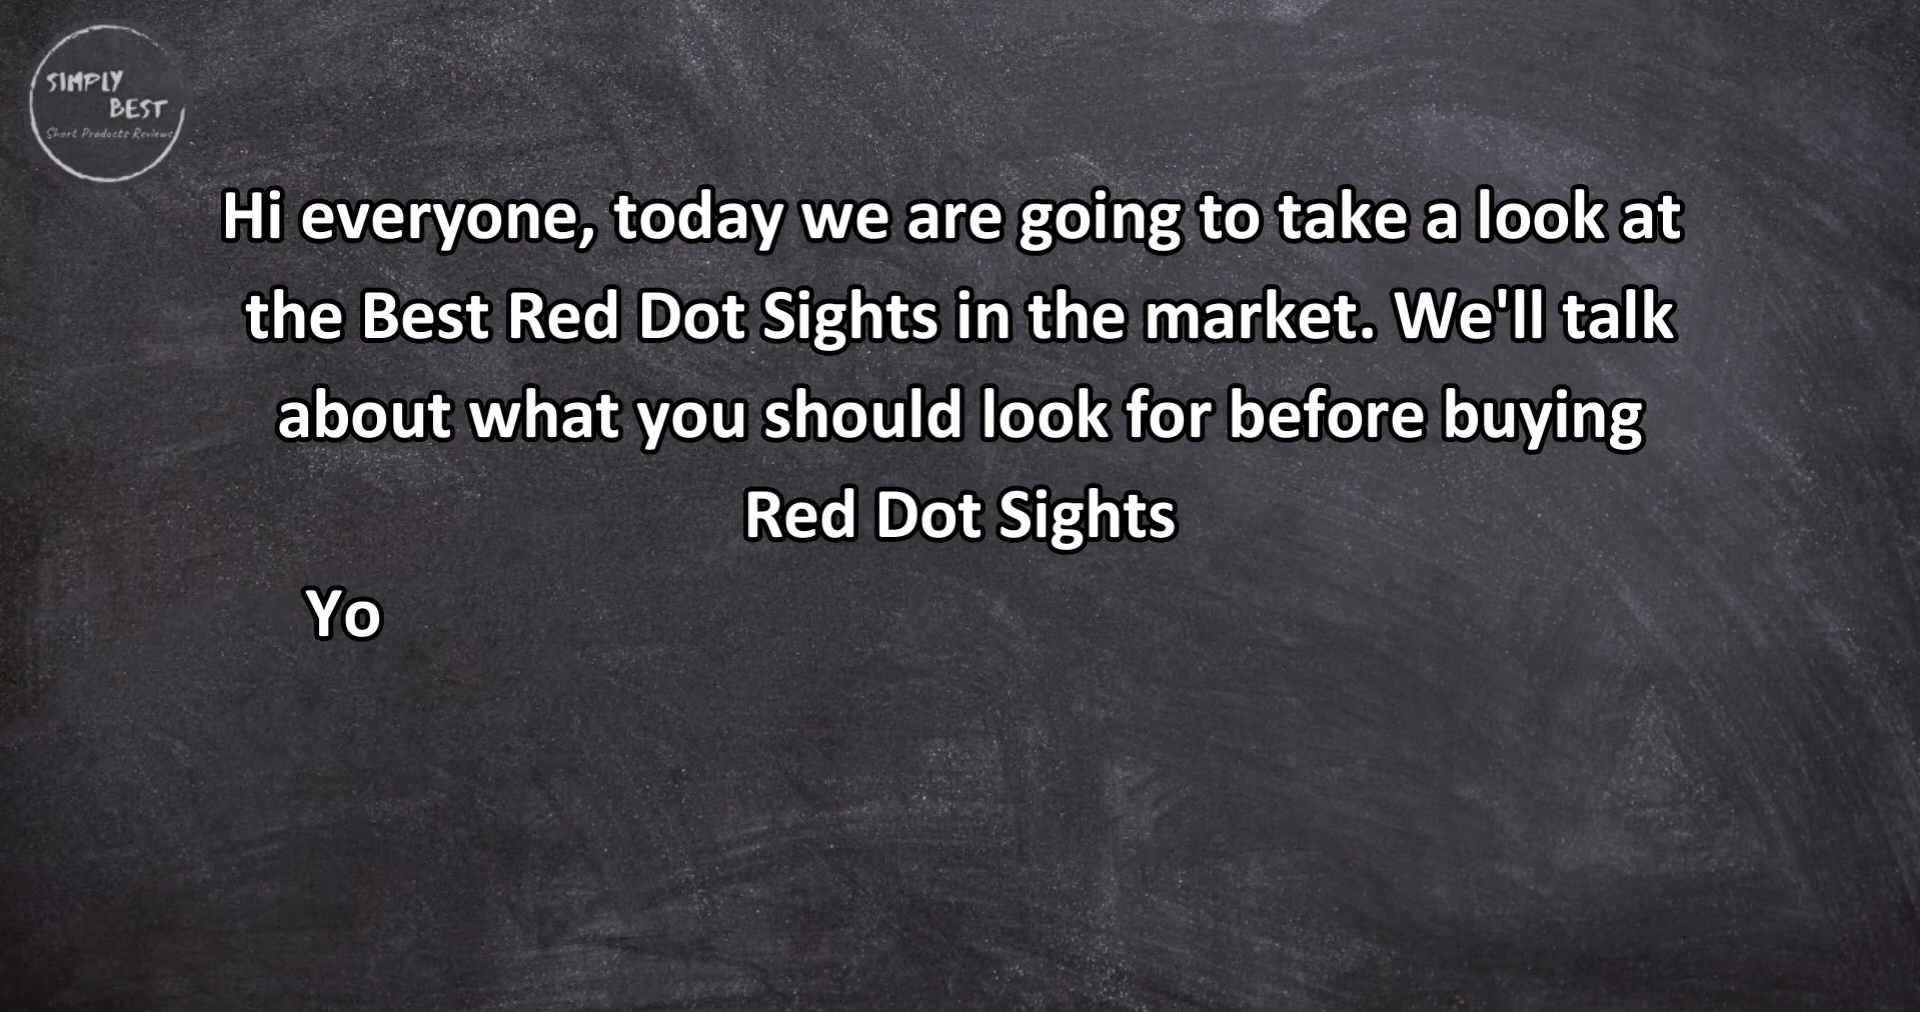 SIMPLY
BEST
Short Products Reviews
Hi everyone, today we are going to take a look at
the Best Red Dot Sights in the market. We'll talk
about what you should look for before buying
Red Dot Sights
Yo